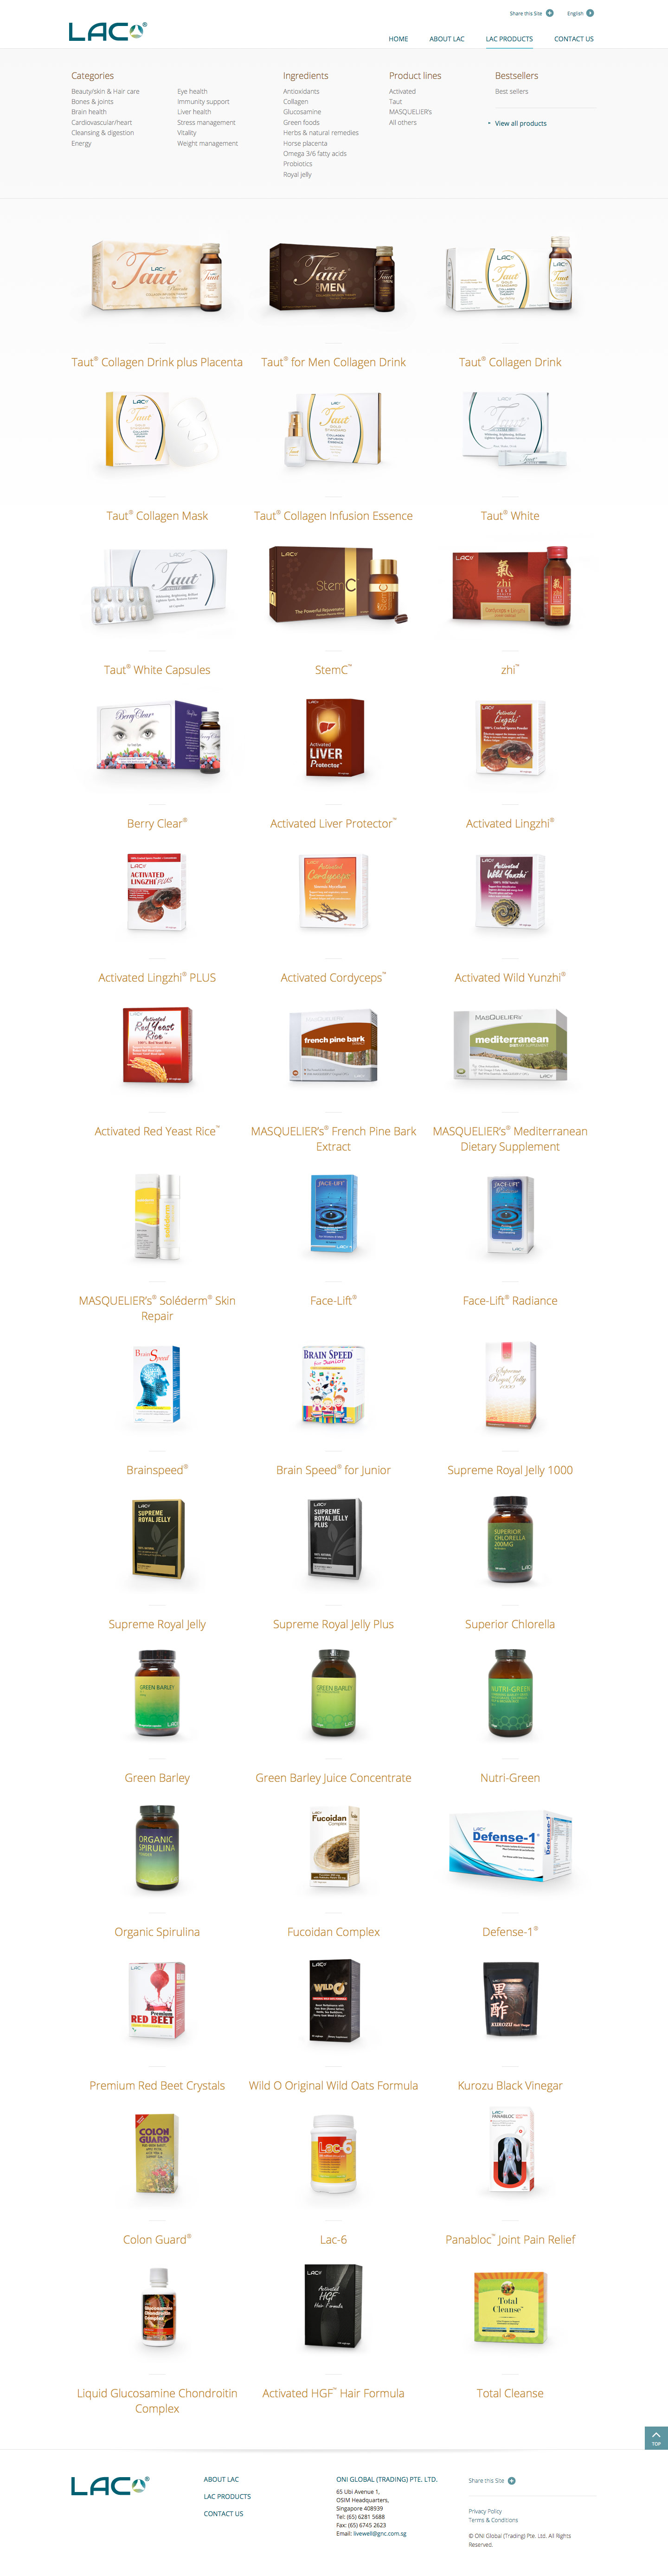 LAC
Share this Site
English
HOME
ABOUT LAC
LAC PRODUCTS
CONTACT US
Categories
Beauty/skin & Hair care
Bones & joints
Brain health
Cardiovascular/heart
Cleansing & digestion
Energy
Eye health
Immunity support
Liver health
Stress management
Vitality
Weight management
Ingredients
Antioxidants
Collagen
Glucosamine
Green foods
Herbs & natural remedies
Horse placenta
Omega 3/6 fatty acids
Probiotics
Royal jelly
Product lines
Activated
Taut
MASQUELIER's
All others
Bestsellers
Best sellers
View all products
Taut® Collagen Drink plus Placenta
Taut® for Men Collagen Drink
Taut® Collagen Drink
Taut® Collagen Mask
Taut® Collagen Infusion Essence
Taut® White
Taut® White Capsules
StemC™
zhi™
Berry Clear®
Activated Liver Protector™
Activated Lingzhi®
Activated Lingzhi® PLUS
Activated Cordyceps™
Activated Wild Yunzhi®
Activated Red Yeast Rice™
MASQUELIER's® French Pine Bark
Extract
MASQUELIER's® Mediterranean
Dietary Supplement
MASQUELIER's® Soléderm® Skin
Repair
Face-Lift®
Face-Lift® Radiance
Brainspeed®
Brain Speed® for Junior
Supreme Royal Jelly 1000
Supreme Royal Jelly
Supreme Royal Jelly Plus
Superior Chlorella
Green Barley
Green Barley Juice Concentrate
Nutri-Green
Organic Spirulina
Fucoidan Complex
Defense-1®
Premium Red Beet Crystals
Wild O Original Wild Oats Formula
Kurozu Black Vinegar
Colon Guard®
Lac-6
Panabloc™ Joint Pain Relief
Liquid Glucosamine Chondroitin
Complex
Activated HGF™ Hair Formula
Total Cleanse
TOP
LAC
ABOUT LAC
LAC PRODUCTS
CONTACT US
ONI GLOBAL (TRADING) PTE. LTD.
65 Ubi Avenue 1,
OSIM Headquarters,
Singapore 408939
Tel: (65) 6281 5688
Fax: (65) 6745 2623
Email: livewell@gnc.com.sg
Share this Site
Privacy Policy
Terms & Conditions
© ONI Global (Trading) Pte. Ltd. All Rights
Reserved.